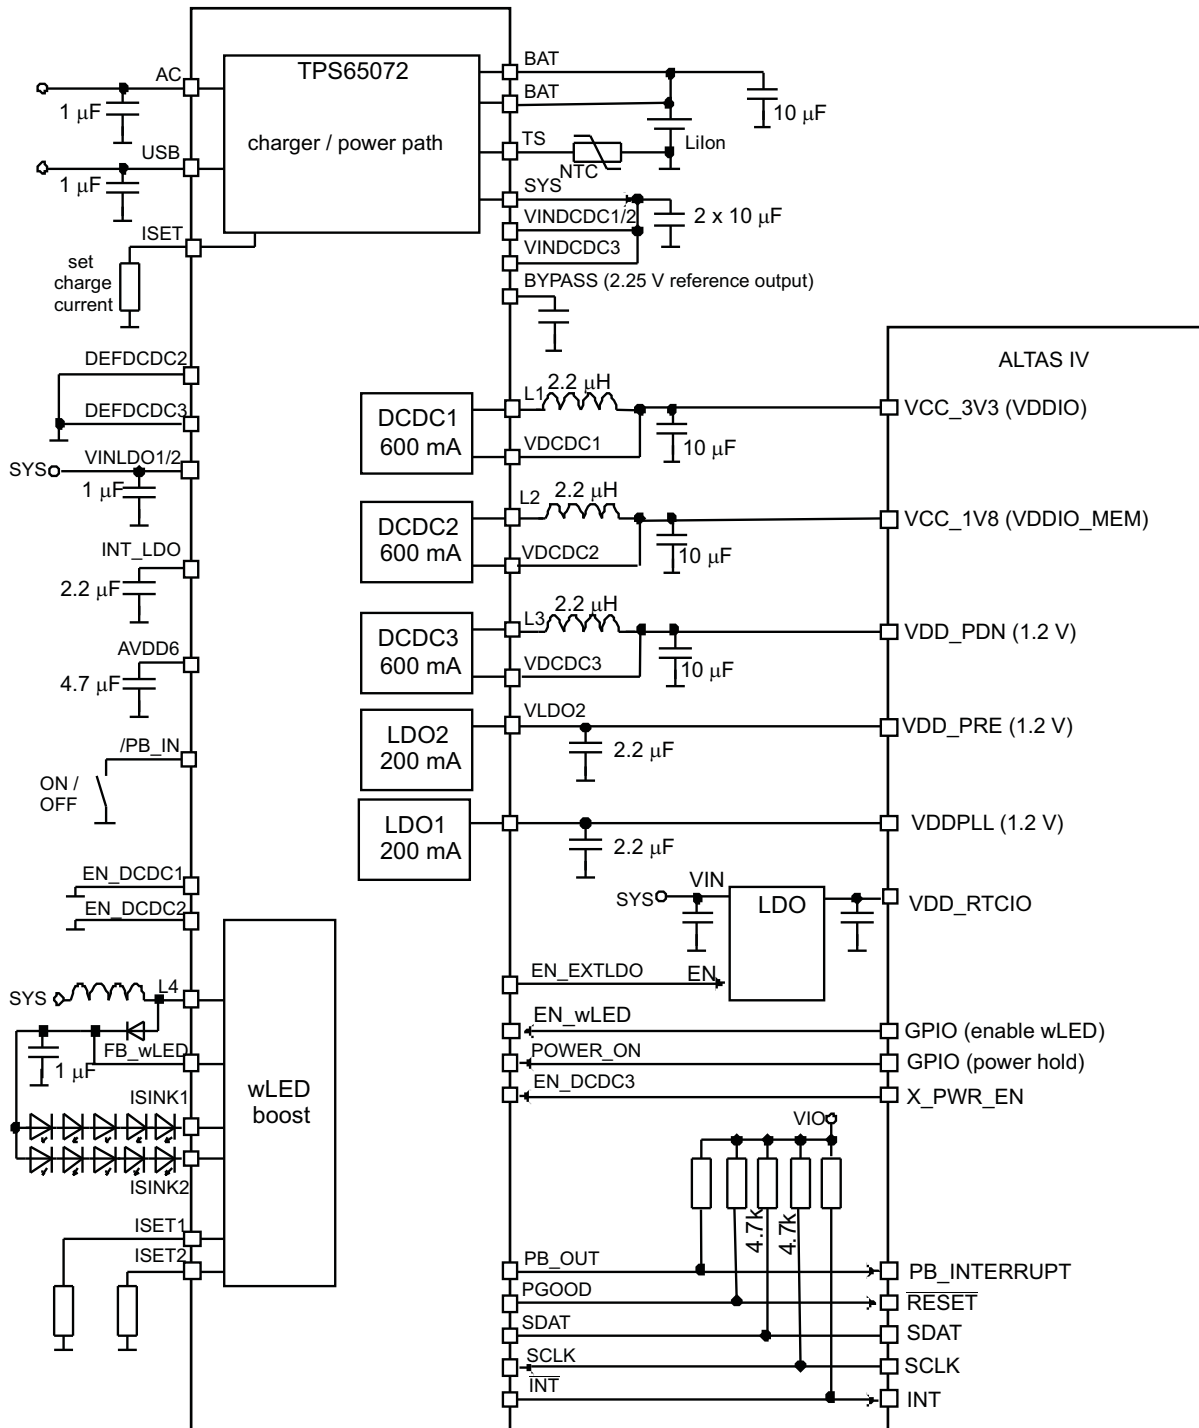 TPS65072
charger / power path
AC
1 μF
USB
1 μF
ISET
set
charge
current
BAT
BAT
10 μF
LiIon
TS
NTC
SYS
VINDCDC1/2
2 x 10 μF
VINDCDC3
BYPASS (2.25 V reference output)
DEFDCDC2
DEFDCDC3
SYS
VINLDO1/2
1 μF
INT_LDO
2.2 μF
AVDD6
4.7 μF
/PB_IN
ON /
OFF
EN_DCDC1
EN_DCDC2
ALTAS IV
DCDC1
600 mA
L1
2.2 μH
VDCDC1
10 μF
VCC_3V3 (VDDIO)
DCDC2
600 mA
L2
2.2 μH
VDCDC2
10 μF
VCC_1V8 (VDDIO_MEM)
DCDC3
600 mA
L3
2.2 μH
VDCDC3
10 μF
VDD_PDN (1.2 V)
LDO2
200 mA
VLDO2
2.2 μF
VDD_PRE (1.2 V)
LDO1
200 mA
2.2 μF
VDDPLL (1.2 V)
SYS
VIN
LDO
VDD_RTCIO
EN_EXTLDO
EN
SYS
L4
FB_wLED
1 μF
wLED
boost
ISINK1
ISINK2
ISET1
ISET2
EN_wLED
GPIO (enable wLED)
POWER_ON
GPIO (power hold)
EN_DCDC3
X_PWR_EN
VIO
4.7k
4.7k
PB_OUT
PB_INTERRUPT
PGOOD
RESET
SDAT
SDAT
SCLK
SCLK
INT
INT